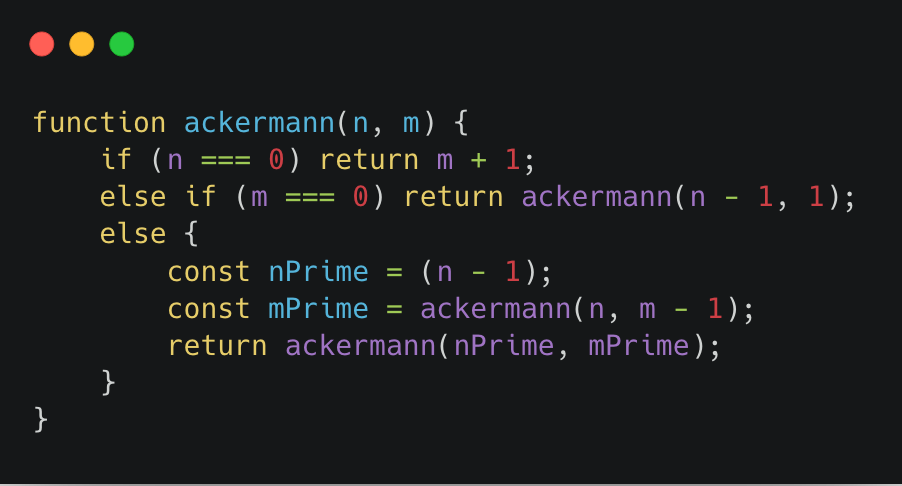 function ackermann(n, m) {
    if (n === 0) return m + 1;
    else if (m === 0) return ackermann(n - 1, 1);
    else {
        const nPrime = (n - 1);
        const mPrime = ackermann(n, m - 1);
        return ackermann(nPrime, mPrime);
    }
}